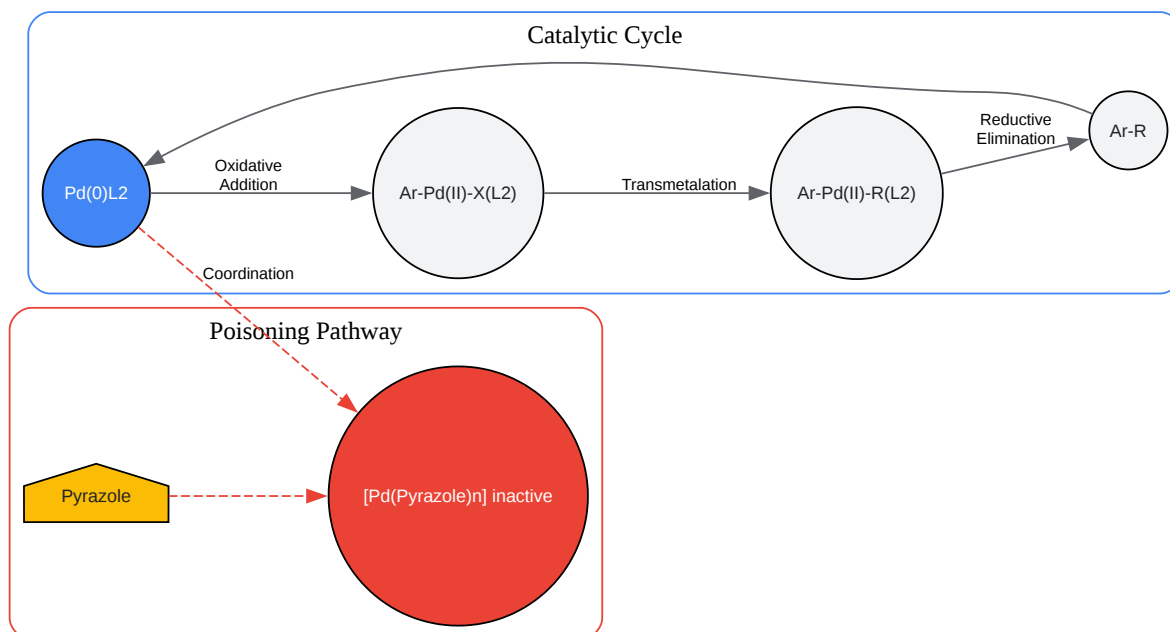 Catalytic Cycle
Reductive
Elimination
Ar-R
Oxidative
Addition
Pd(0)L2
Ar-Pd(II)-X(L2)
Transmetalation
Ar-Pd(II)-R(L2)
Coordination
Poisoning Pathway
Pyrazole
[Pd(Pyrazole)n] inactive